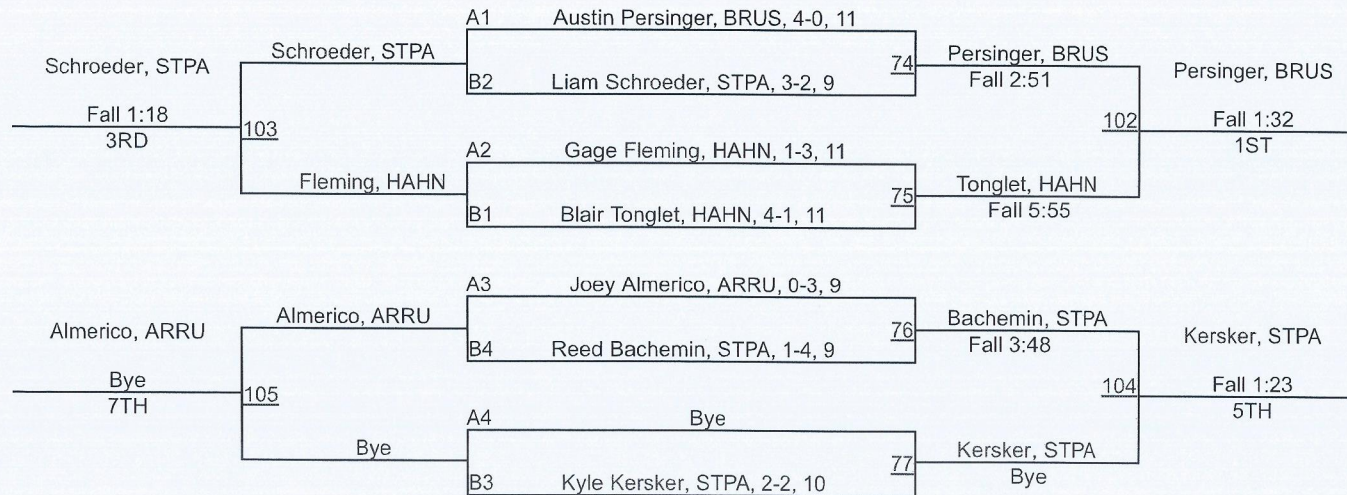 A1 Austin Persinger, BRUS, 4-0, 11
Schroeder, STPA
Schroeder, STPA
74 Persinger, BRUS
Fall 2:51
Persinger, BRUS
B2 Liam Schroeder, STPA, 3-2, 9
Fall 1:18
3RD
103
102
Fall 1:32
1ST
A2 Gage Fleming, HAHN, 1-3, 11
Fleming, HAHN
75 Tonglet, HAHN
Fall 5:55
B1 Blair Tonglet, HAHN, 4-1, 11
A3 Joey Almerico, ARRU, 0-3, 9
Almerico, ARRU
Almerico, ARRU
76 Bachemin, STPA
Fall 3:48
Kersker, STPA
B4 Reed Bachemin, STPA, 1-4, 9
Bye
7TH
105
104
Fall 1:23
5TH
A4 Bye
Bye
77 Kersker, STPA
Bye
B3 Kyle Kersker, STPA, 2-2, 10